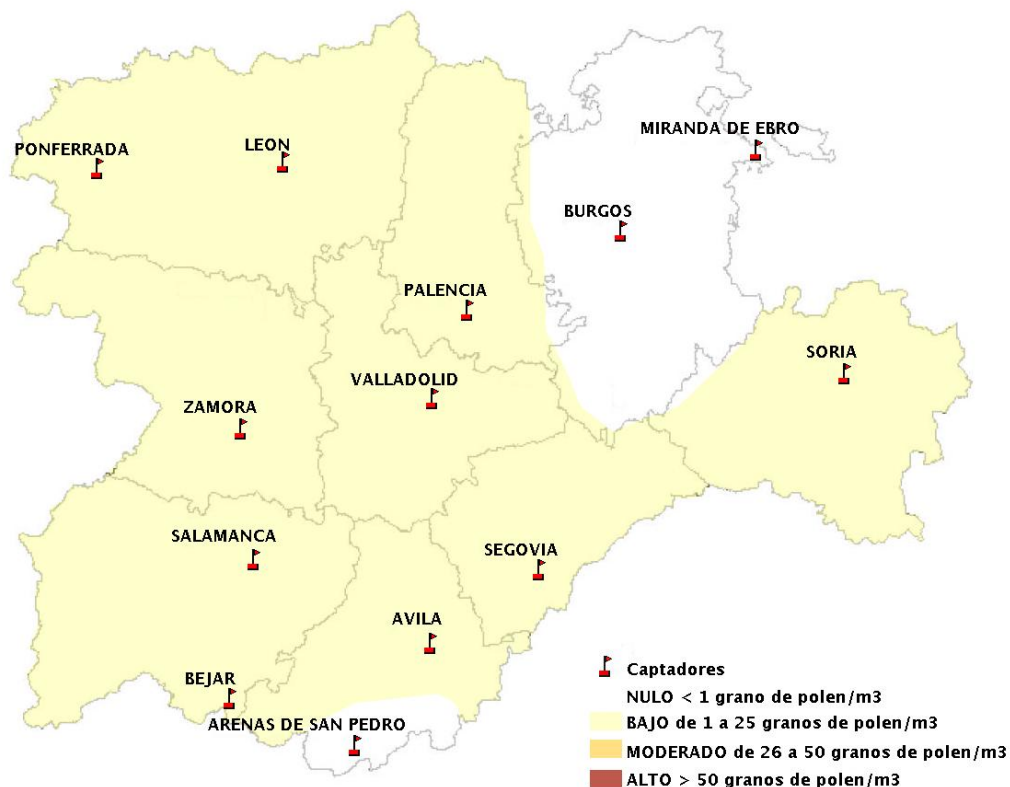 MIRANDA DE EBRO
PONFERRADA
LEON
BURGOS
PALENCIA
SORIA
VALLADOLID
ZAMORA
SALAMANCA
SEGOVIA
AVILA
BEJAR
ARENAS DE SAN PEDRO
Captadores
NULO < 1 grano de polen/m3
BAJO de 1 a 25 granos de polen/m3
MODERADO de 26 a 50 granos de polen/m3
ALTO > 50 granos de polen/m3